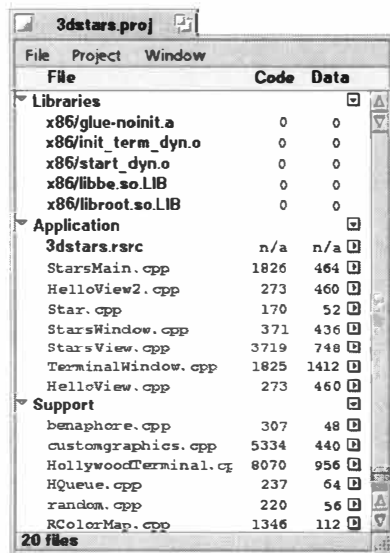 3dstars.proj
File Project Window
File Code Data
Libraries
x86/glue-noinit.a 0 0
x86/init_term_dyn.o 0 0
x86/start_dyn.o 0 0
x86/libbe.so.LIB 0 0
x86/libroot.so.LIB 0 0
Application
3dstars.rsrc n/a n/a
StarsMain.cpp 1826 464
HelloView2.cpp 273 460
Star.cpp 170 52
StarsWindow.cpp 371 436
StarsView.cpp 3719 748
TerminalWindow.cpp 1825 1412
HelloView.cpp 273 460
Support
benaphore.cpp 307 48
customgraphics.cpp 5334 440
HollywoodTerminal.cp 8070 956
HQueue.cpp 237 64
random.cpp 220 56
RColorMap.cpp 1346 112
20 files